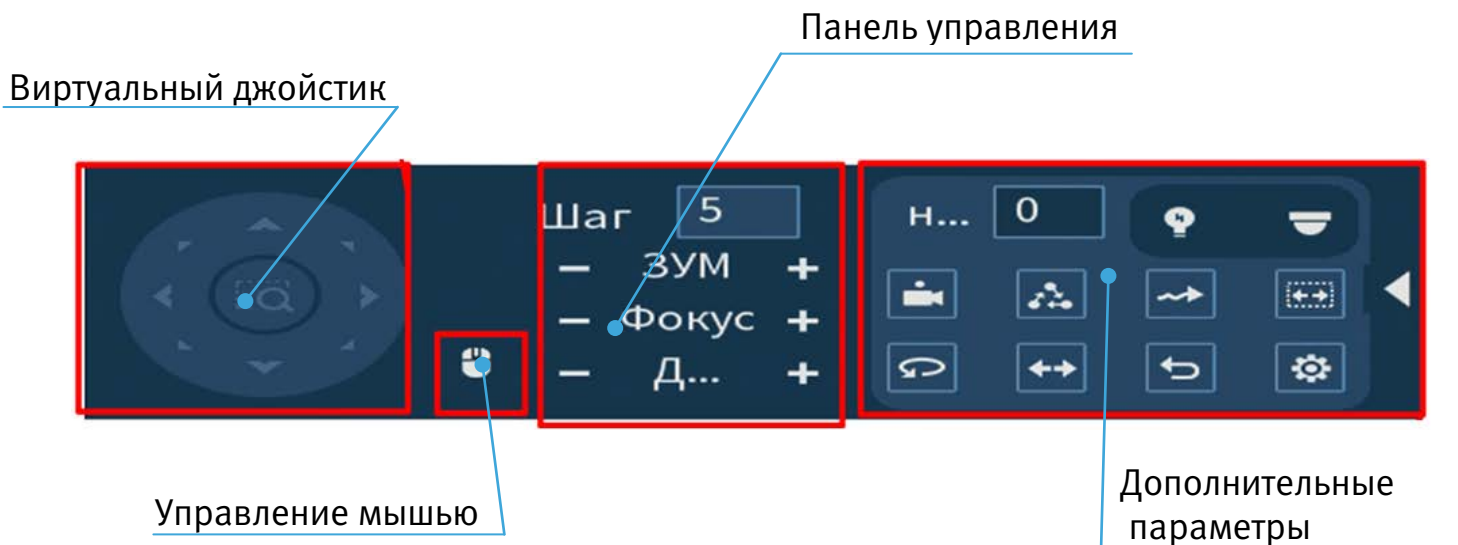 Панель управления
Виртуальный джойстик
Шаг 5
— ЗУМ +
— Фокус +
— Д... +
н... 0
Управление мышью
Дополнительные
параметры